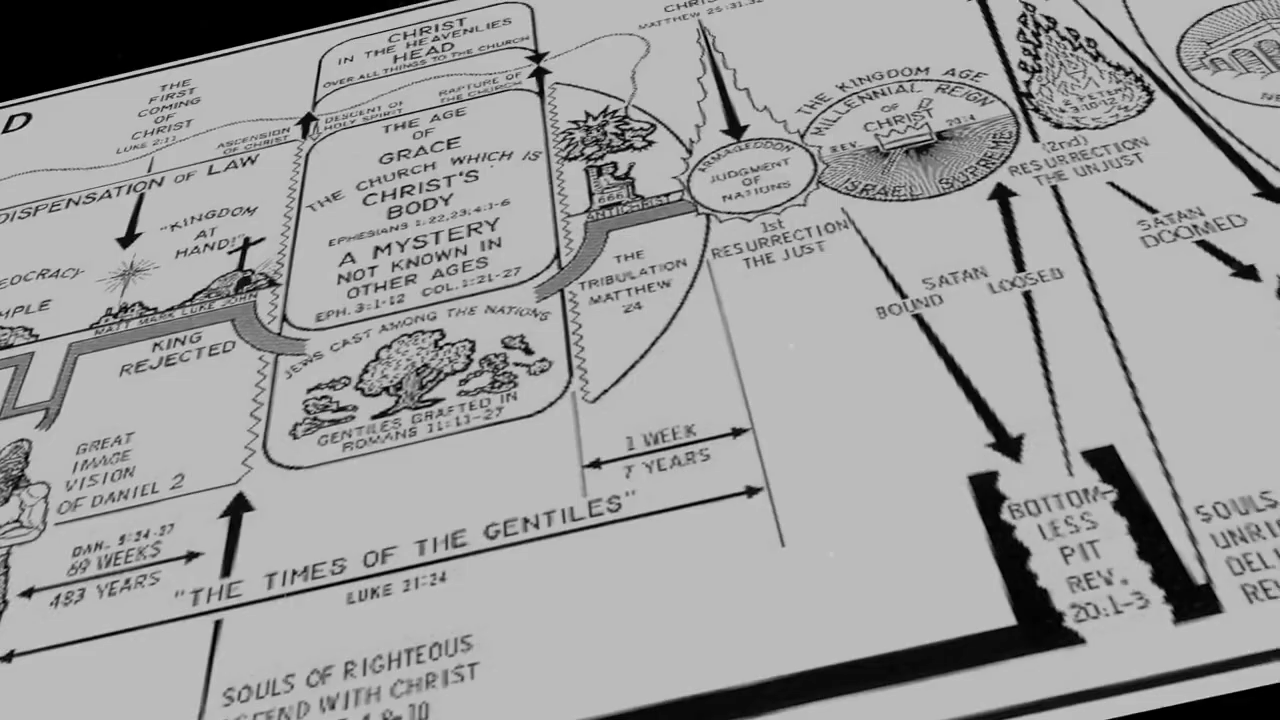 D
THE
FIRST
COMING
OF
CHRIST
LUKE 2:11
ASCENSION
OF CHRIST
DISPENSATION OF LAW
"KINGDOM
AT
HAND!"
MATT MARK LUKE JOHN
KING
REJECTED
GREAT
IMAGE
VISION
OF DANIEL 2
69 WEEKS
483 YEARS
CHRIST
IN THE HEAVENLIES
HEAD
OVER ALL THINGS TO THE CHURCH
DESCENT OF
HOLY SPIRIT
RAPTURE OF
THE CHURCH
THE AGE
OF
GRACE
THE CHURCH WHICH IS
CHRIST'S
BODY
EPHESIANS 1:22,23;4:1-6
A MYSTERY
NOT KNOWN IN
OTHER AGES
EPH. 3:1-12 COL. 1:21-27
JEWS CAST AMONG THE NATIONS
GENTILES GRAFTED IN
ROMANS 11:13-27
666
ANTICHRIST
THE
TRIBULATION
MATTHEW
24
1 WEEK
7 YEARS
"THE TIMES OF THE GENTILES"
LUKE 21:24
SOULS OF RIGHTEOUS
WITH CHRIST
MATTHEW 25:31,32
ARMAGEDDON
JUDGMENT
OF
NATIONS
1st
RESURRECTION
THE JUST
THE KINGDOM AGE
MILLENNIAL REIGN
OF
CHRIST
REV.
20:4
ISRAEL SUPREME
(2nd)
RESURRECTION
THE UNJUST
SATAN
DOOMED
SATAN
BOUND LOOSED
BOTTOM-
LESS
PIT
REV.
20:1-3
SOULS